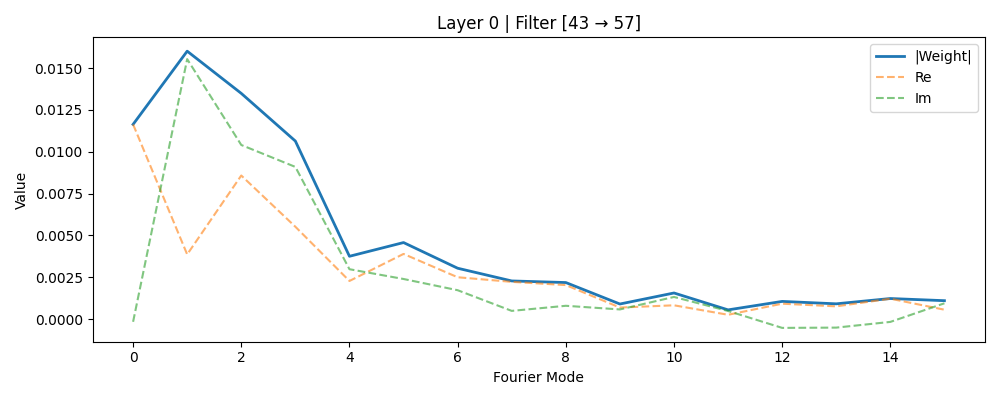 Layer 0 | Filter [43 → 57]
|Weight|
Re
Im
Value
0.0150
0.0125
0.0100
0.0075
0.0050
0.0025
0.0000
0 2 4 6 8 10 12 14
Fourier Mode